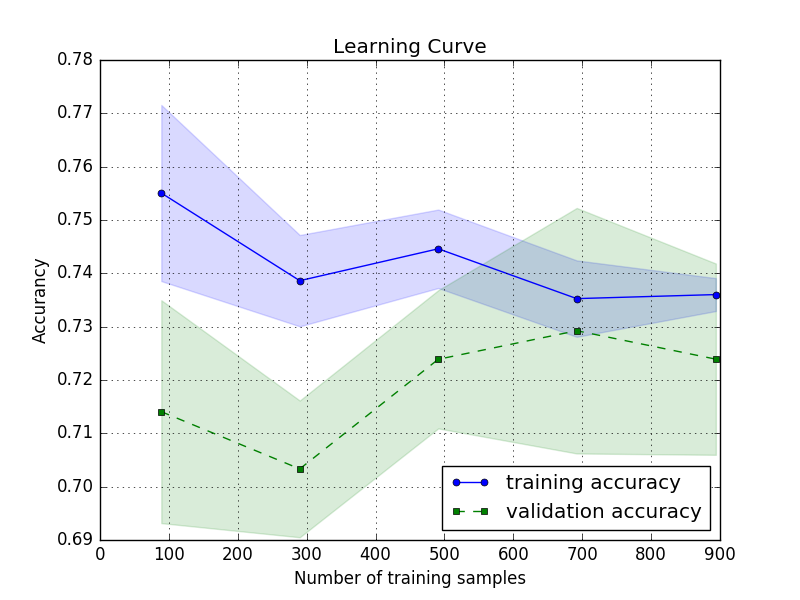 Learning Curve
0.78
0.77
0.76
0.75
0.74
0.73
0.72
0.71
0.70
0.69
Accurancy
0 100 200 300 400 500 600 700 800 900
Number of training samples
training accuracy
validation accuracy